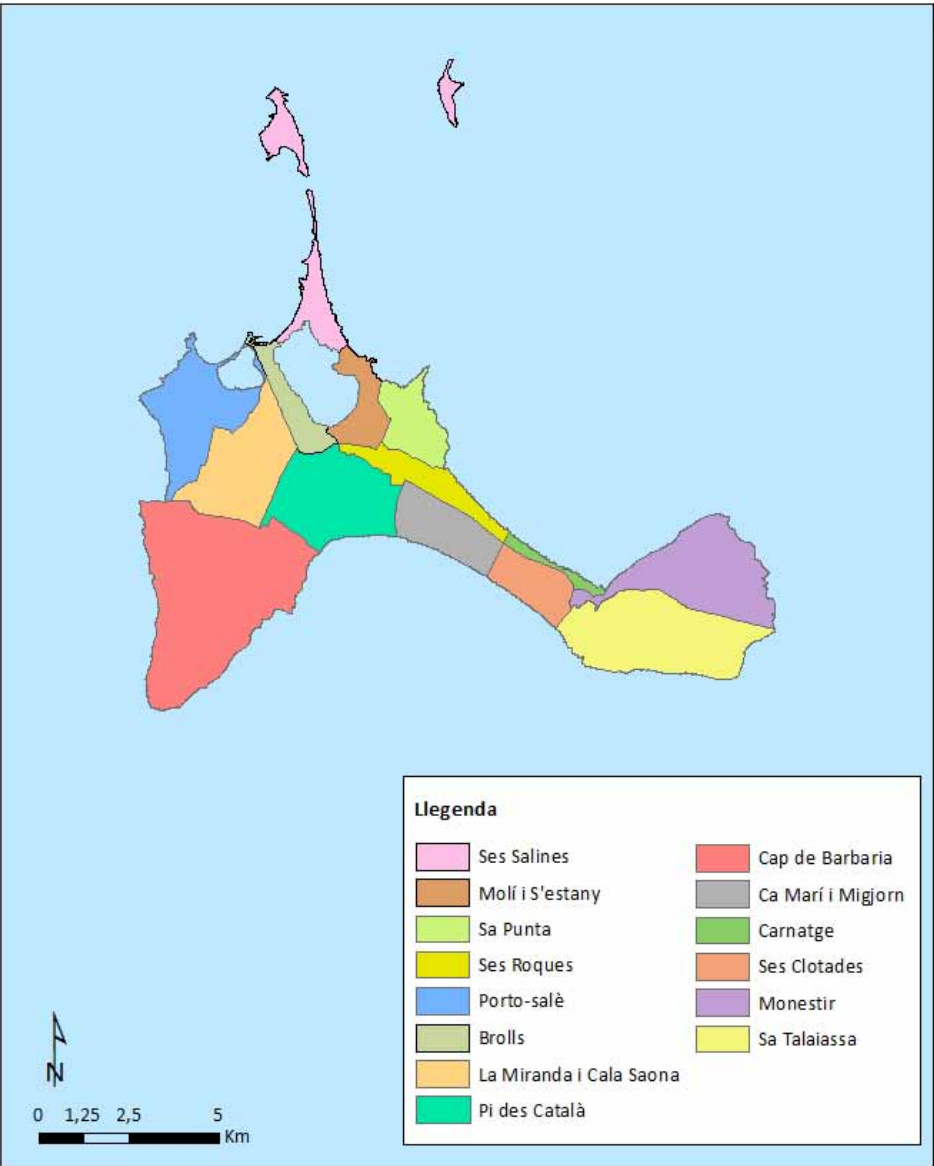 Llegenda
Ses Salines
Molí i S'estany
Sa Punta
Ses Roques
Porto-salè
Brolls
La Miranda i Cala Saona
Pi des Català
Cap de Barbaria
Ca Marí i Migjorn
Carnatge
Ses Clotades
Monestir
Sa Talaiassa
N
0 1,25 2,5 5
Km